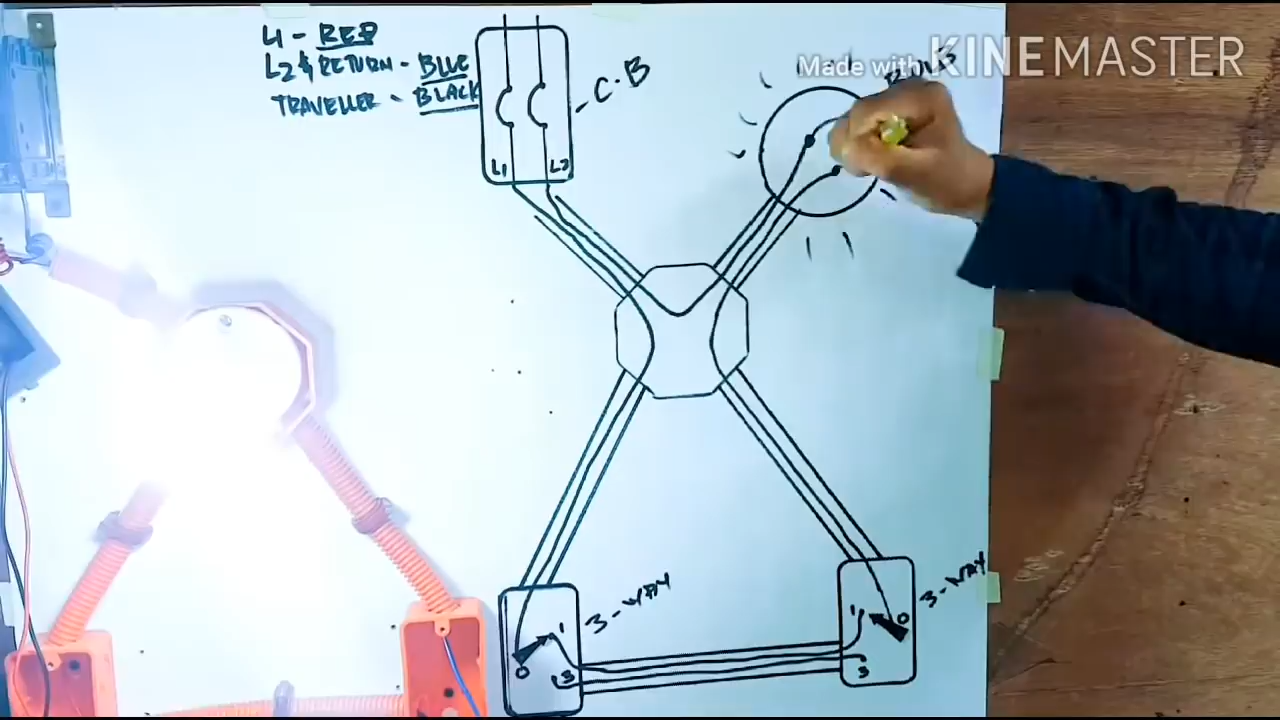 L1 - RED
L2 & RETURN - BLUE
TRAVELLER - BLACK
C.B
L1 L2
Made with KINEMASTER
BULB
3-WAY
1
0
3
3-WAY
1
0
3